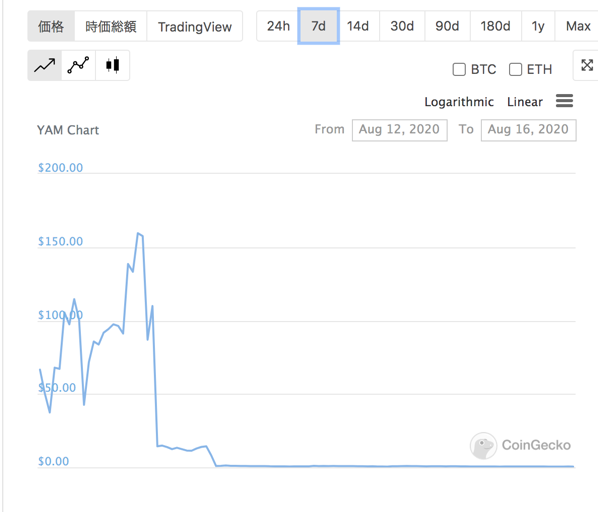 価格 時価総額 TradingView 24h 7d 14d 30d 90d 180d 1y Max
BTC ETH
Logarithmic Linear
YAM Chart From Aug 12, 2020 To Aug 16, 2020
$200.00
$150.00
$100.00
$50.00
$0.00
CoinGecko